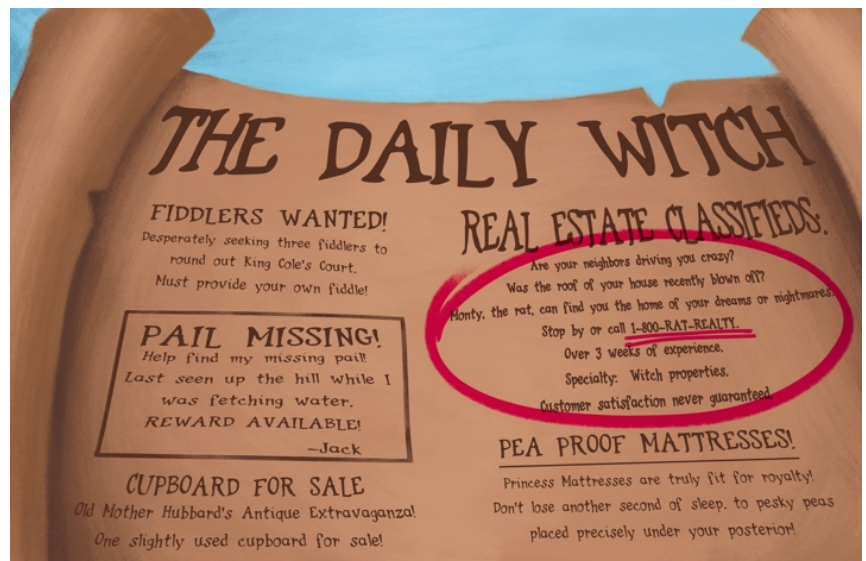 THE DAILY WITCH
FIDDLERS WANTED!
Desperately seeking three fiddlers to
round out King Cole's Court.
Must provide your own fiddle!
PAIL MISSING!
Help find my missing pail!
Last seen up the hill while I
was fetching water.
REWARD AVAILABLE!
–Jack
CUPBOARD FOR SALE
Old Mother Hubbard's Antique Extravaganza!
One slightly used cupboard for sale!
REAL ESTATE CLASSIFIEDS:
Are your neighbors driving you crazy?
Was the roof of your house recently blown off?
Monty, the rat, can find you the home of your dreams or nightmares.
Stop by or call 1-800-RAT-REALTY.
Over 3 weeks of experience.
Specialty: Witch properties.
Customer satisfaction never guaranteed.
PEA PROOF MATTRESSES!
Princess Mattresses are truly fit for royalty!
Don't lose another second of sleep, to pesky peas
placed precisely under your posterior!